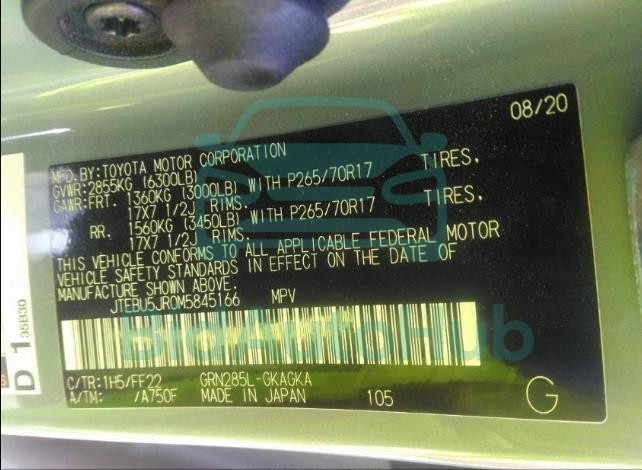 08/20
MFD.BY:TOYOTA MOTOR CORPORATION
GVWR:2855KG (6300LB)
GAWR:FRT. 1360KG (3000LB) WITH P265/70R17 TIRES,
17X7 1/2J RIMS.
RR. 1560KG (3450LB) WITH P265/70R17 TIRES,
17X7 1/2J RIMS.
THIS VEHICLE CONFORMS TO ALL APPLICABLE FEDERAL MOTOR
VEHICLE SAFETY STANDARDS IN EFFECT ON THE DATE OF
MANUFACTURE SHOWN ABOVE.
JTEBU5JR0M5845166 MPV
BidAutoHub
C/TR:1H5/FF22 GRN285L-GKAGKA
A/TM: /A750F MADE IN JAPAN 105 G
D 1 35B30